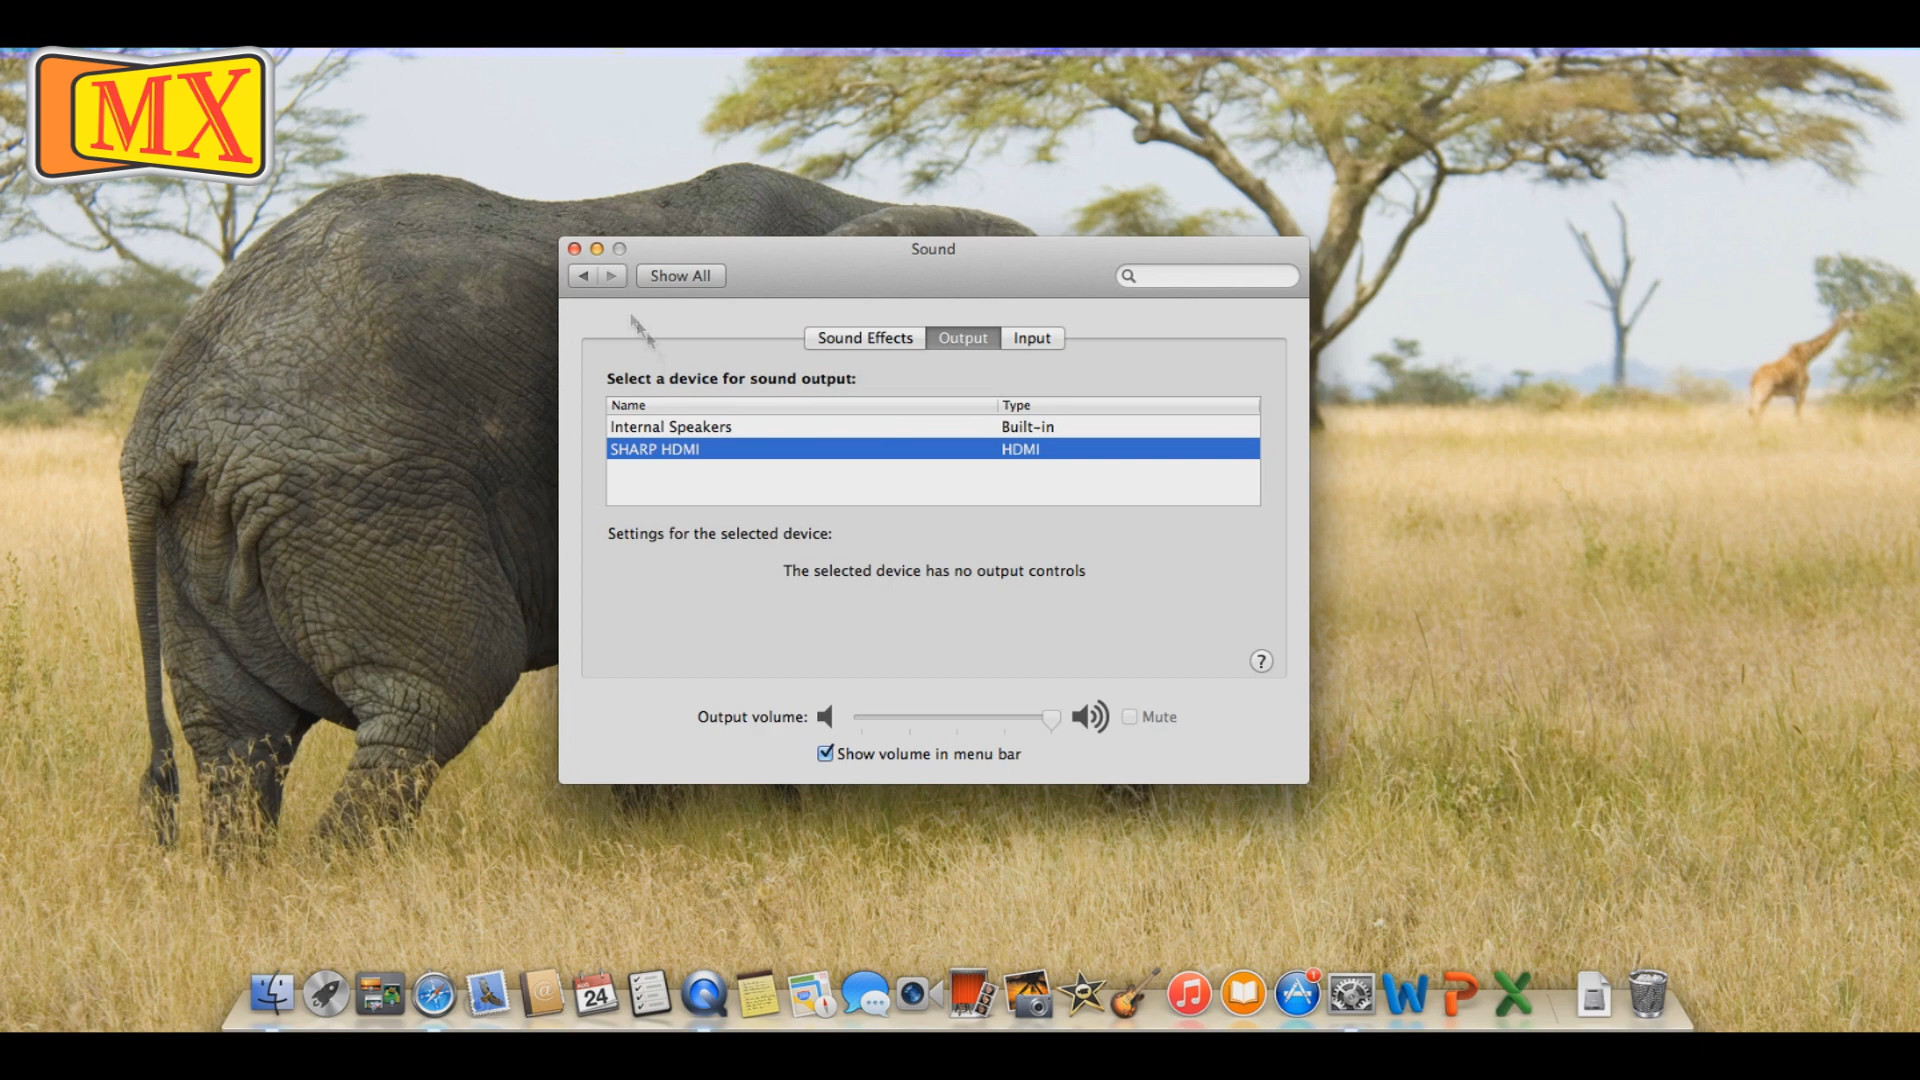 MX
Sound
Show All
Sound Effects Output Input
Select a device for sound output:
Name Type
Internal Speakers Built-in
SHARP HDMI HDMI
Settings for the selected device:
The selected device has no output controls
?
Output volume: Mute
Show volume in menu bar
24
1
W P X